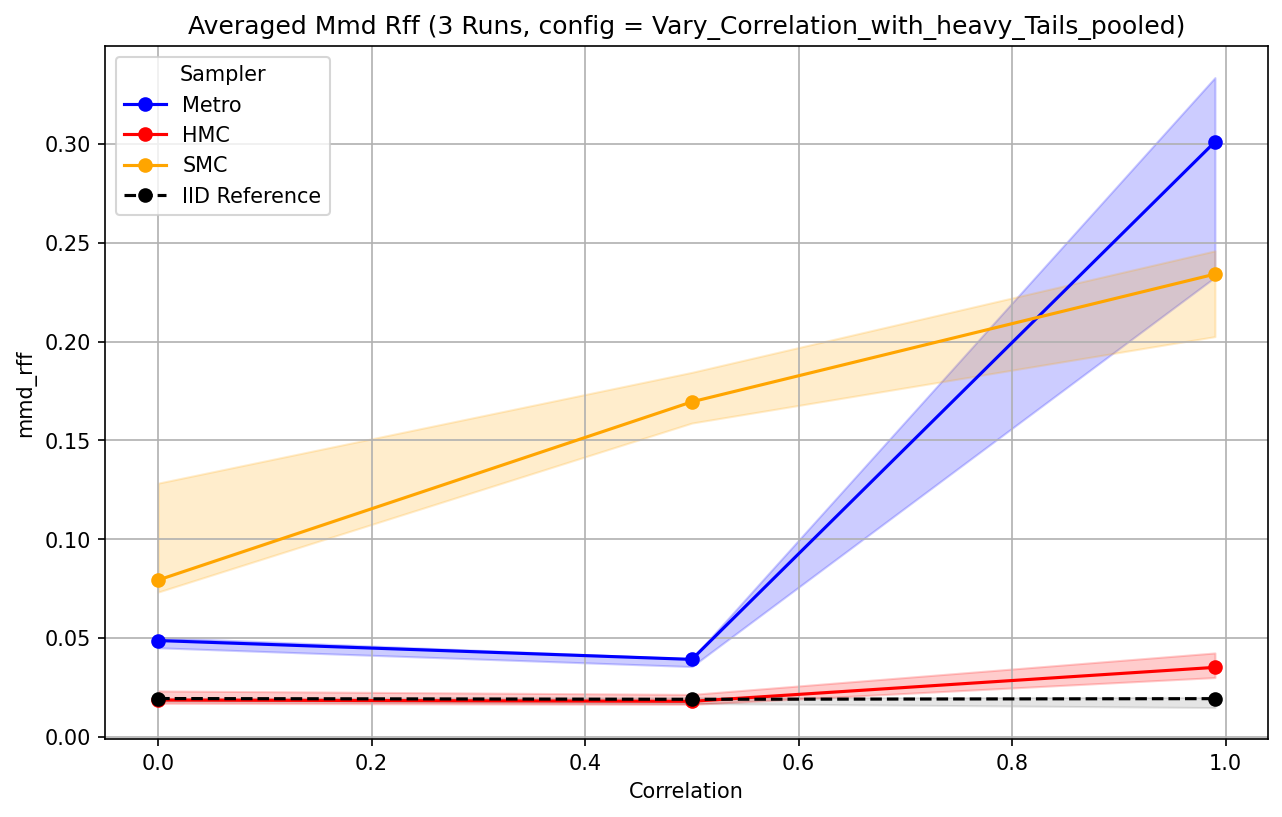 Averaged Mmd Rff (3 Runs, config = Vary_Correlation_with_heavy_Tails_pooled)
Sampler
Metro
HMC
SMC
IID Reference
0.30
0.25
0.20
0.15
0.10
0.05
0.00
mmd_rff
0.0 0.2 0.4 0.6 0.8 1.0
Correlation